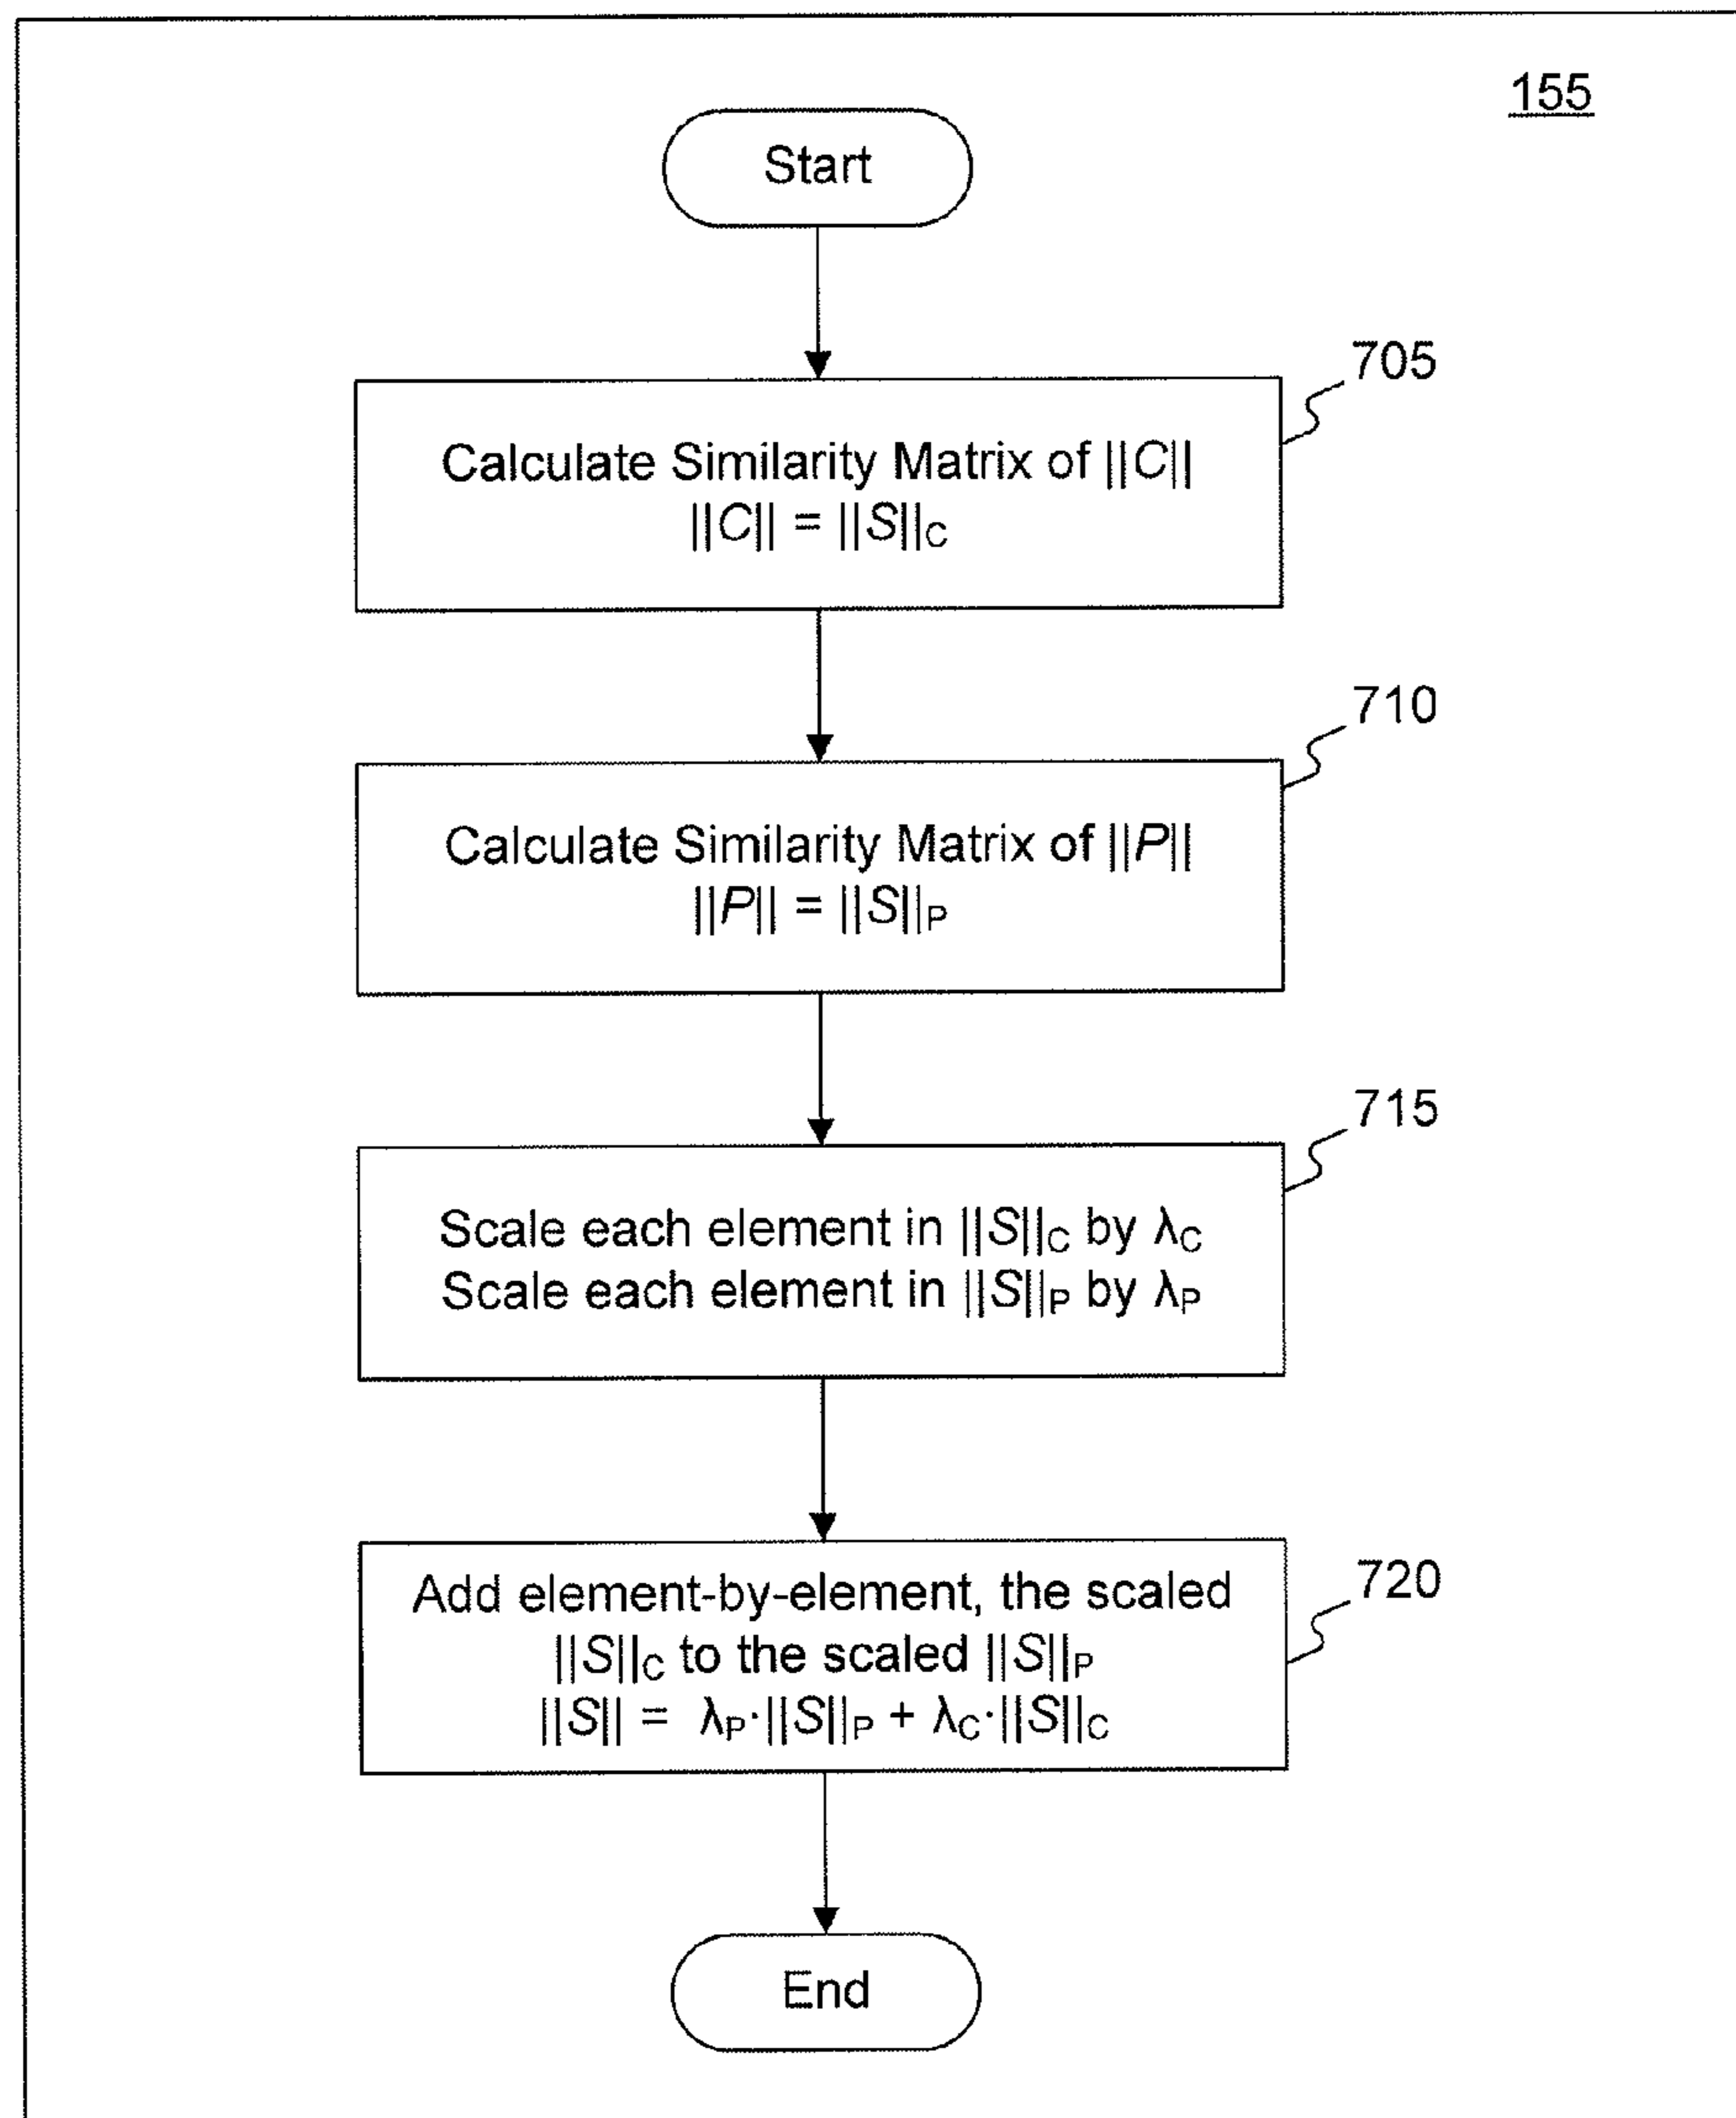 155
Start
705
Calculate Similarity Matrix of ||C||
||C|| = ||S||C
710
Calculate Similarity Matrix of ||P||
||P|| = ||S||P
715
Scale each element in ||S||C by λC
Scale each element in ||S||P by λP
720
Add element-by-element, the scaled
||S||C to the scaled ||S||P
||S|| = λP·||S||P + λC·||S||C
End